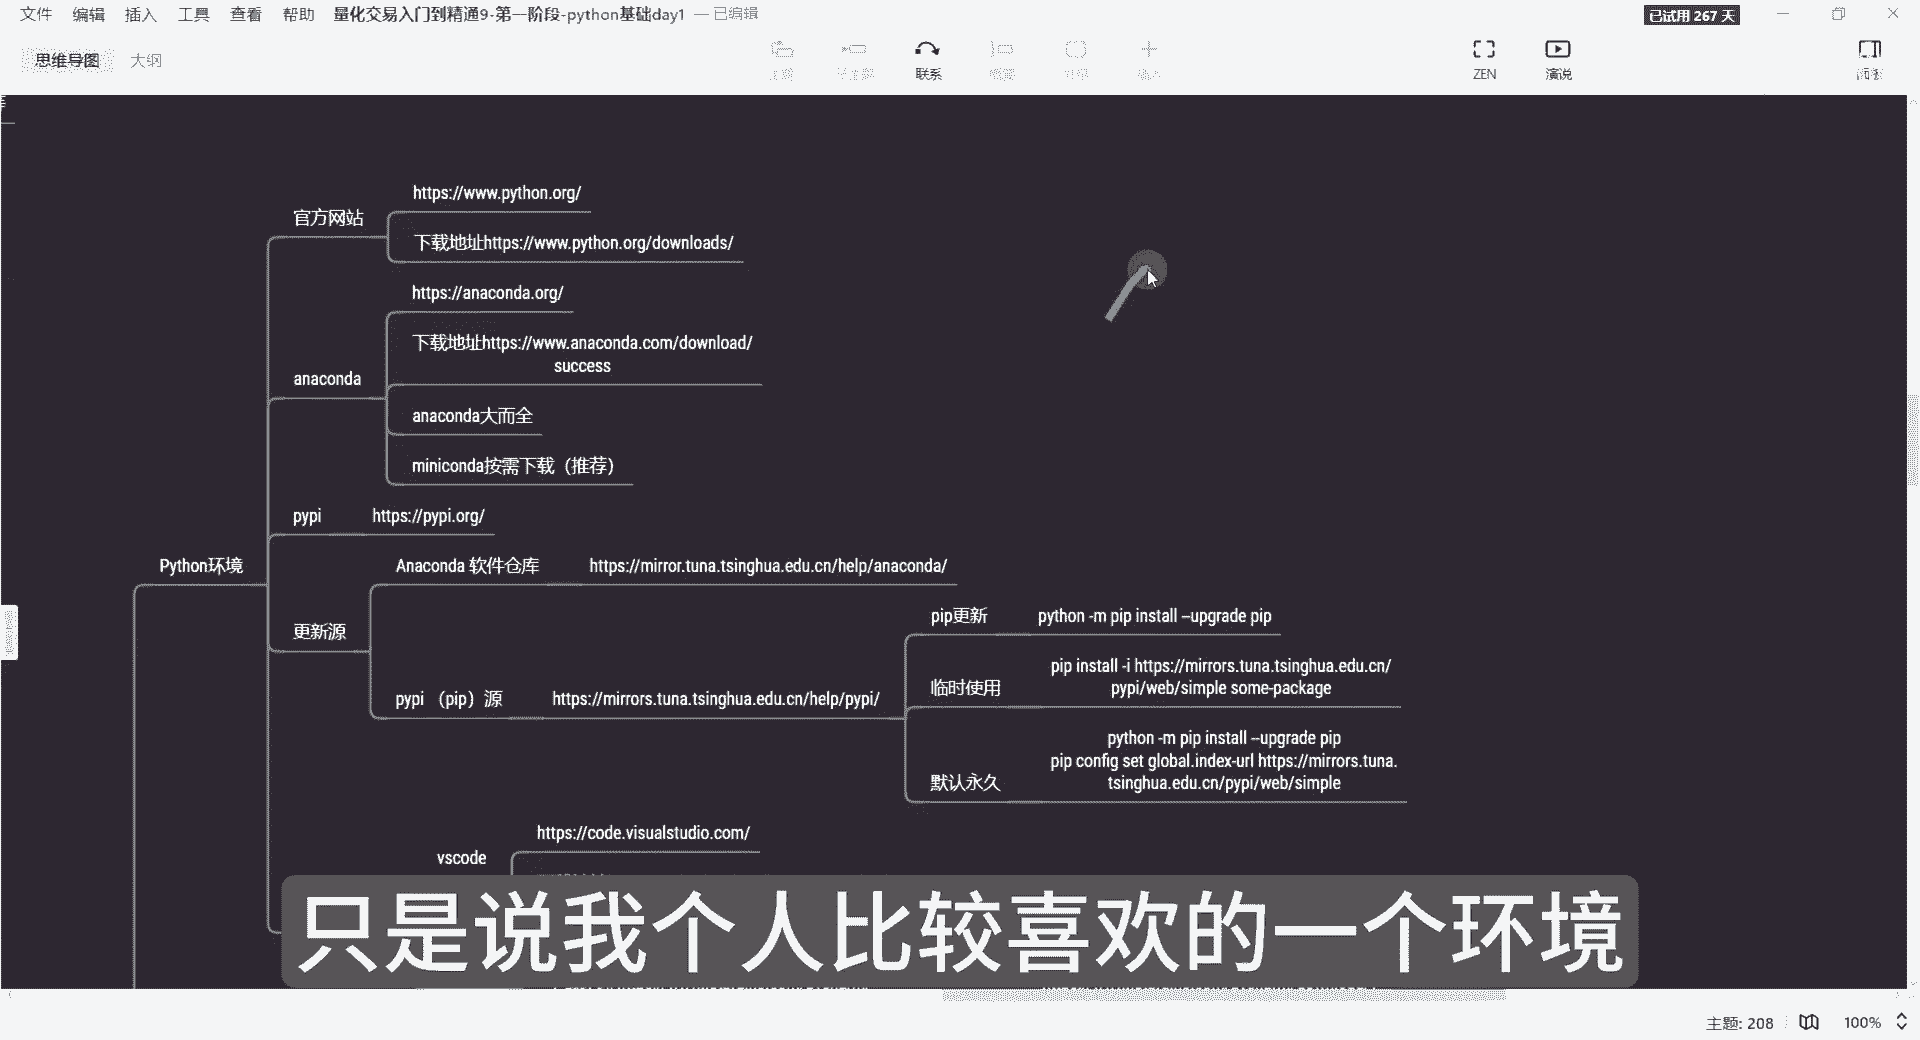 文件 编辑 插入 工具 查看 帮助 量化交易入门到精通9-第一阶段-python基础day1 — 已编辑
已试用 267 天
思维导图 大纲
联系
ZEN
演说
https://www.python.org/
官方网站
下载地址https://www.python.org/downloads/
https://anaconda.org/
下载地址https://www.anaconda.com/download/
success
anaconda
anaconda大而全
miniconda按需下载（推荐）
pypi https://pypi.org/
Python环境
Anaconda 软件仓库 https://mirror.tuna.tsinghua.edu.cn/help/anaconda/
更新源
pip更新 python -m pip install –upgrade pip
pypi （pip）源 https://mirrors.tuna.tsinghua.edu.cn/help/pypi/
临时使用
pip install -i https://mirrors.tuna.tsinghua.edu.cn/
pypi/web/simple some-package
默认永久
python -m pip install –upgrade pip
pip config set global.index-url https://mirrors.tuna.
tsinghua.edu.cn/pypi/web/simple
https://code.visualstudio.com/
vscode
只是说我个人比较喜欢的一个环境
主题: 208
100%